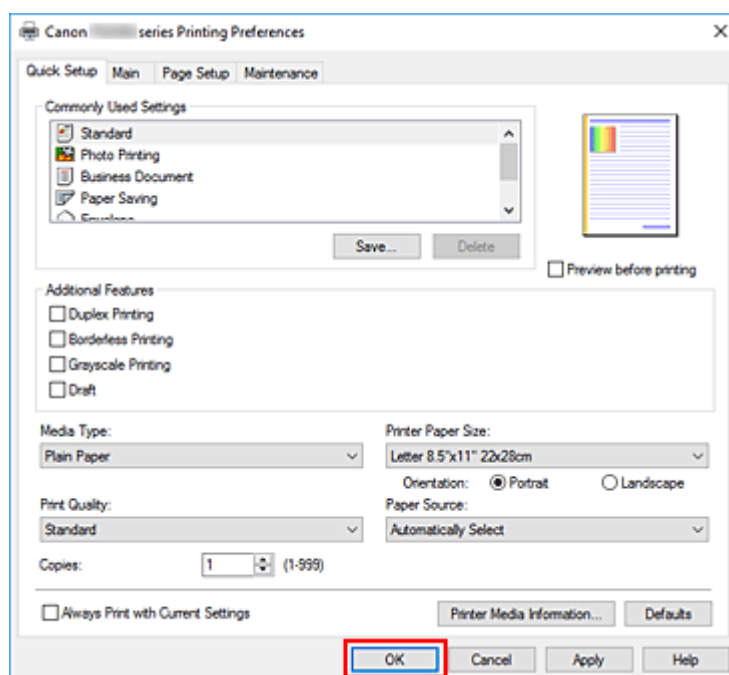 Canon series Printing Preferences
Quick Setup Main Page Setup Maintenance
Commonly Used Settings
Standard
Photo Printing
Business Document
Paper Saving
Save... Delete
Preview before printing
Additional Features
Duplex Printing
Borderless Printing
Grayscale Printing
Draft
Media Type: Printer Paper Size:
Plain Paper Letter 8.5"x11" 22x28cm
Orientation: Portrait Landscape
Print Quality: Paper Source:
Standard Automatically Select
Copies: 1 (1-999)
Always Print with Current Settings Printer Media Information... Defaults
OK Cancel Apply Help